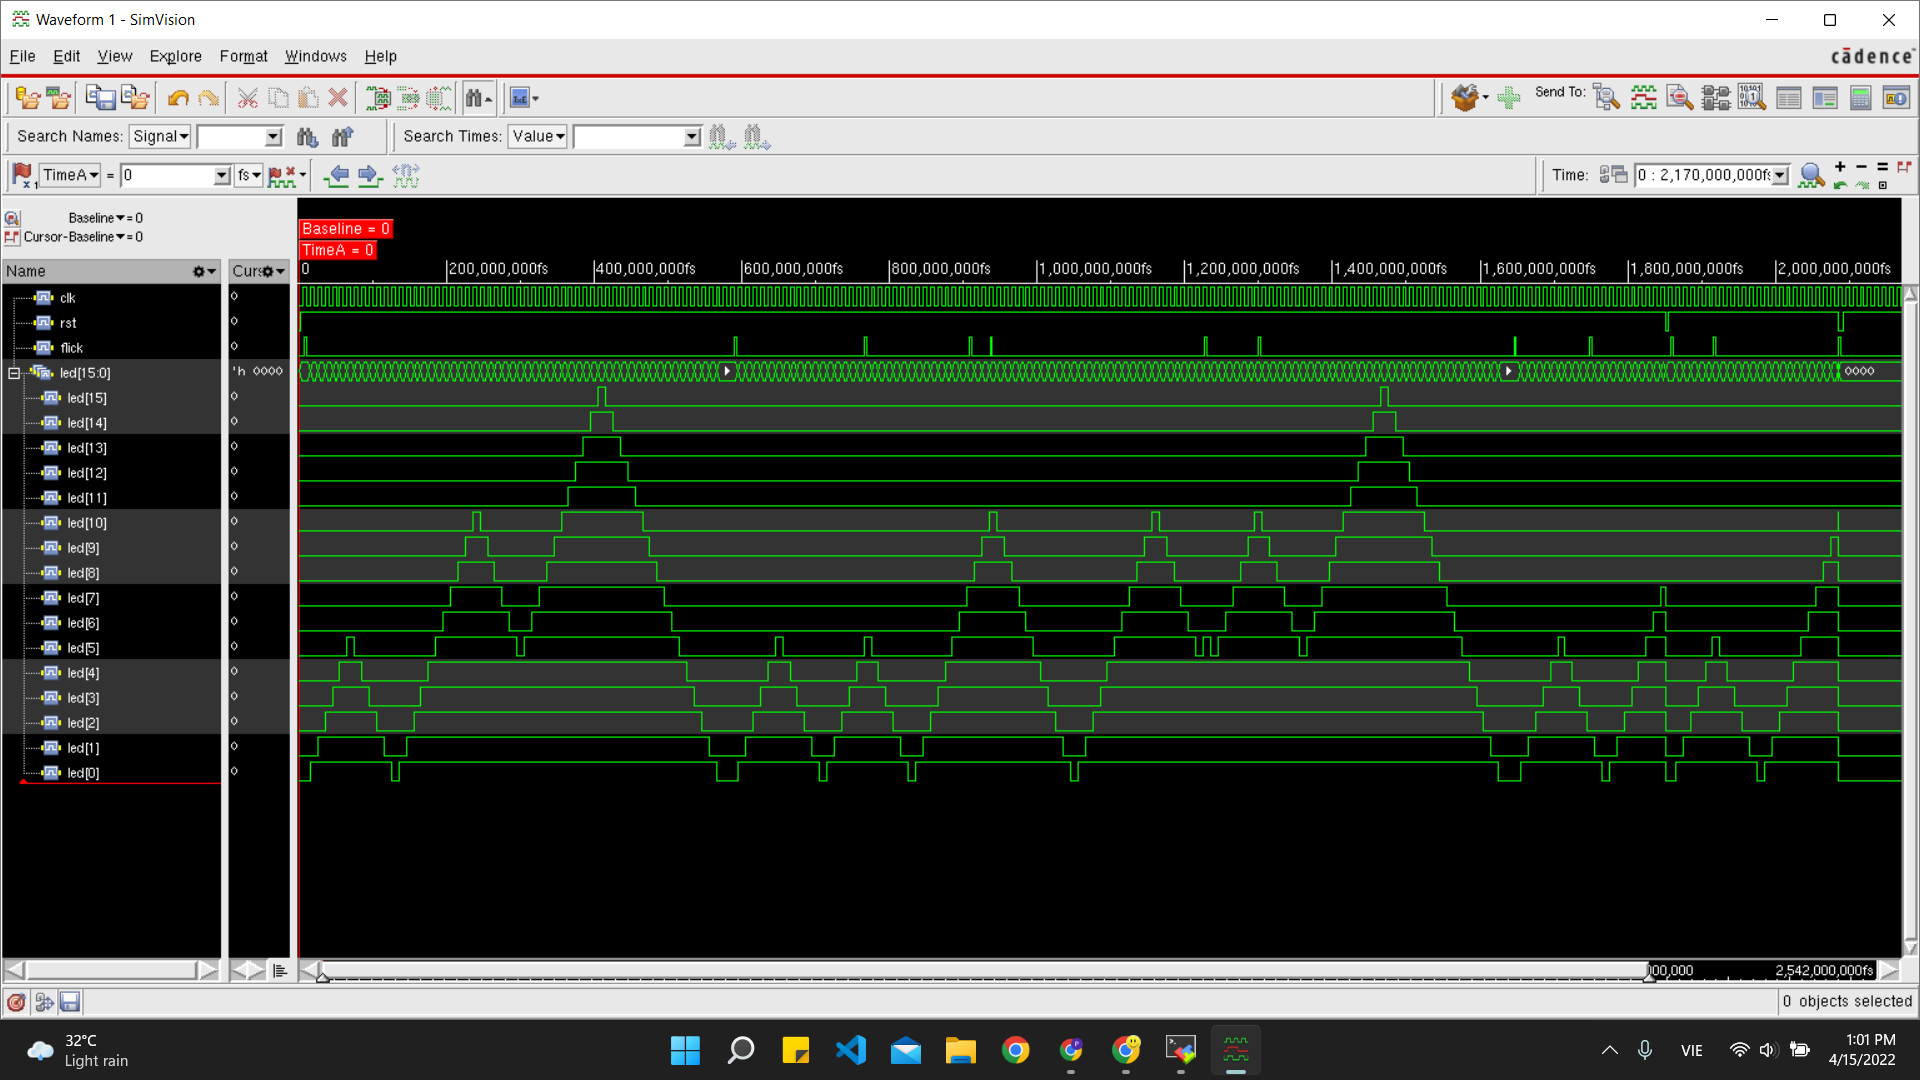 Waveform 1 - SimVision
File Edit View Explore Format Windows Help
cādence
Send To:
Search Names: Signal
Search Times: Value
TimeA = 0 fs
Time: 0 : 2,170,000,000fs
Baseline = 0
Cursor-Baseline = 0
Baseline = 0
TimeA = 0
Name
Curs
0 200,000,000fs 400,000,000fs 600,000,000fs 800,000,000fs 1,000,000,000fs 1,200,000,000fs 1,400,000,000fs 1,600,000,000fs 1,800,000,000fs 2,000,000,000fs
clk 0
rst 0
flick 0
led[15:0] 'h 0000 0000
led[15] 0
led[14] 0
led[13] 0
led[12] 0
led[11] 0
led[10] 0
led[9] 0
led[8] 0
led[7] 0
led[6] 0
led[5] 0
led[4] 0
led[3] 0
led[2] 0
led[1] 0
led[0] 0
00,000 2,542,000,000fs
0 objects selected
32°C
Light rain
VIE
1:01 PM
4/15/2022